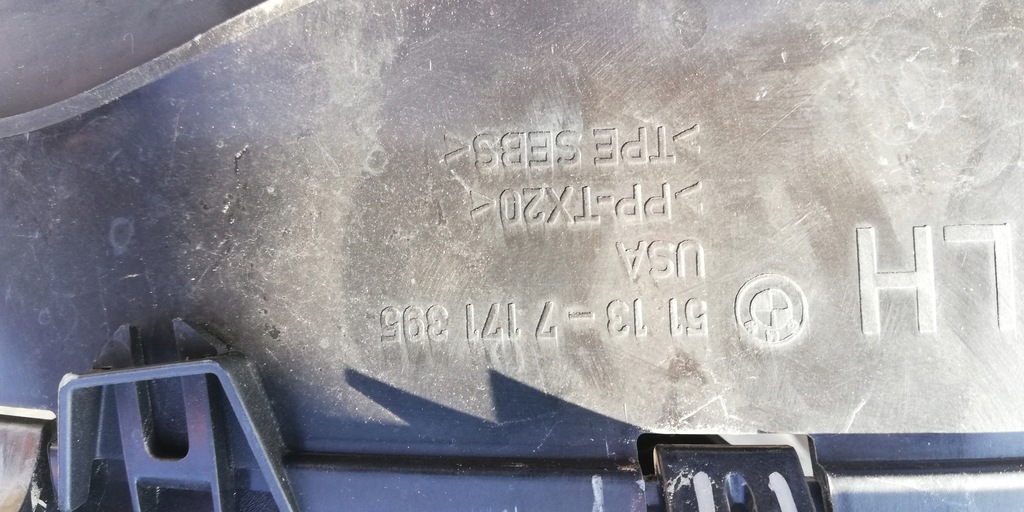 LH
51.13-7 171 395
USA
>PP-TX20<
>TPE SEBS<